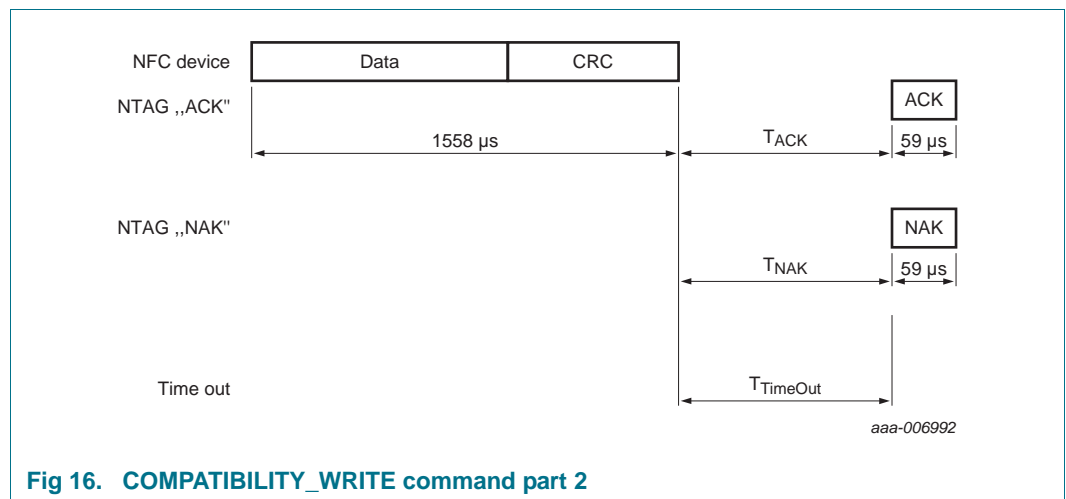 NFC device Data CRC
NTAG ,,ACK" ACK
1558 µs TACK 59 µs
NTAG ,,NAK" NAK
TNAK 59 µs
Time out TTimeOut
aaa-006992
Fig 16. COMPATIBILITY_WRITE command part 2